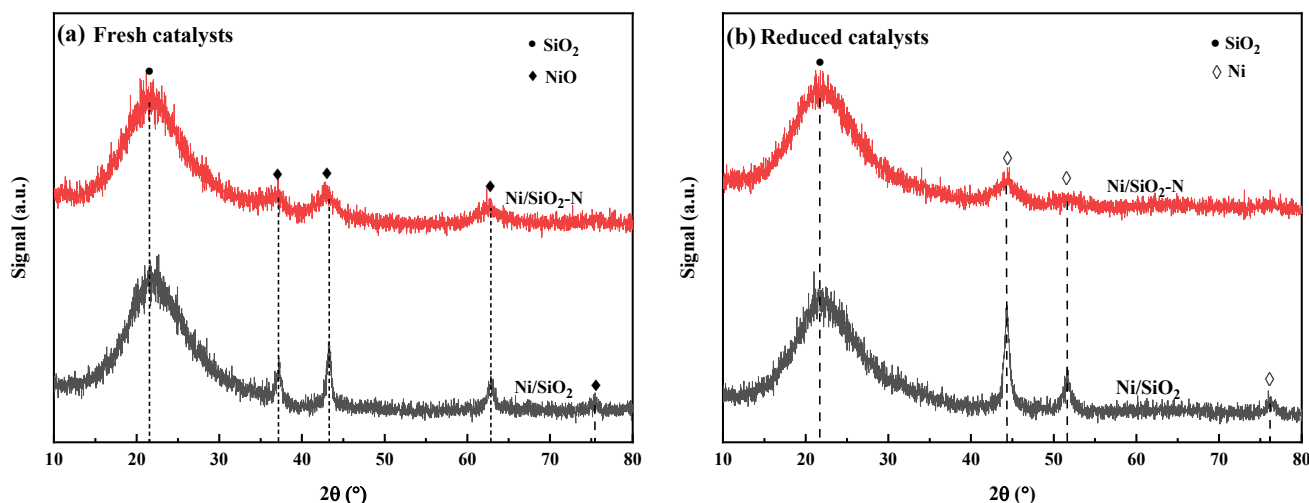 (a) Fresh catalysts
SiO₂
NiO
Ni/SiO₂-N
Ni/SiO₂
Signal (a.u.)
10 20 30 40 50 60 70 80
2θ (°)
(b) Reduced catalysts
SiO₂
Ni
Ni/SiO₂-N
Ni/SiO₂
Signal (a.u.)
10 20 30 40 50 60 70 80
2θ (°)